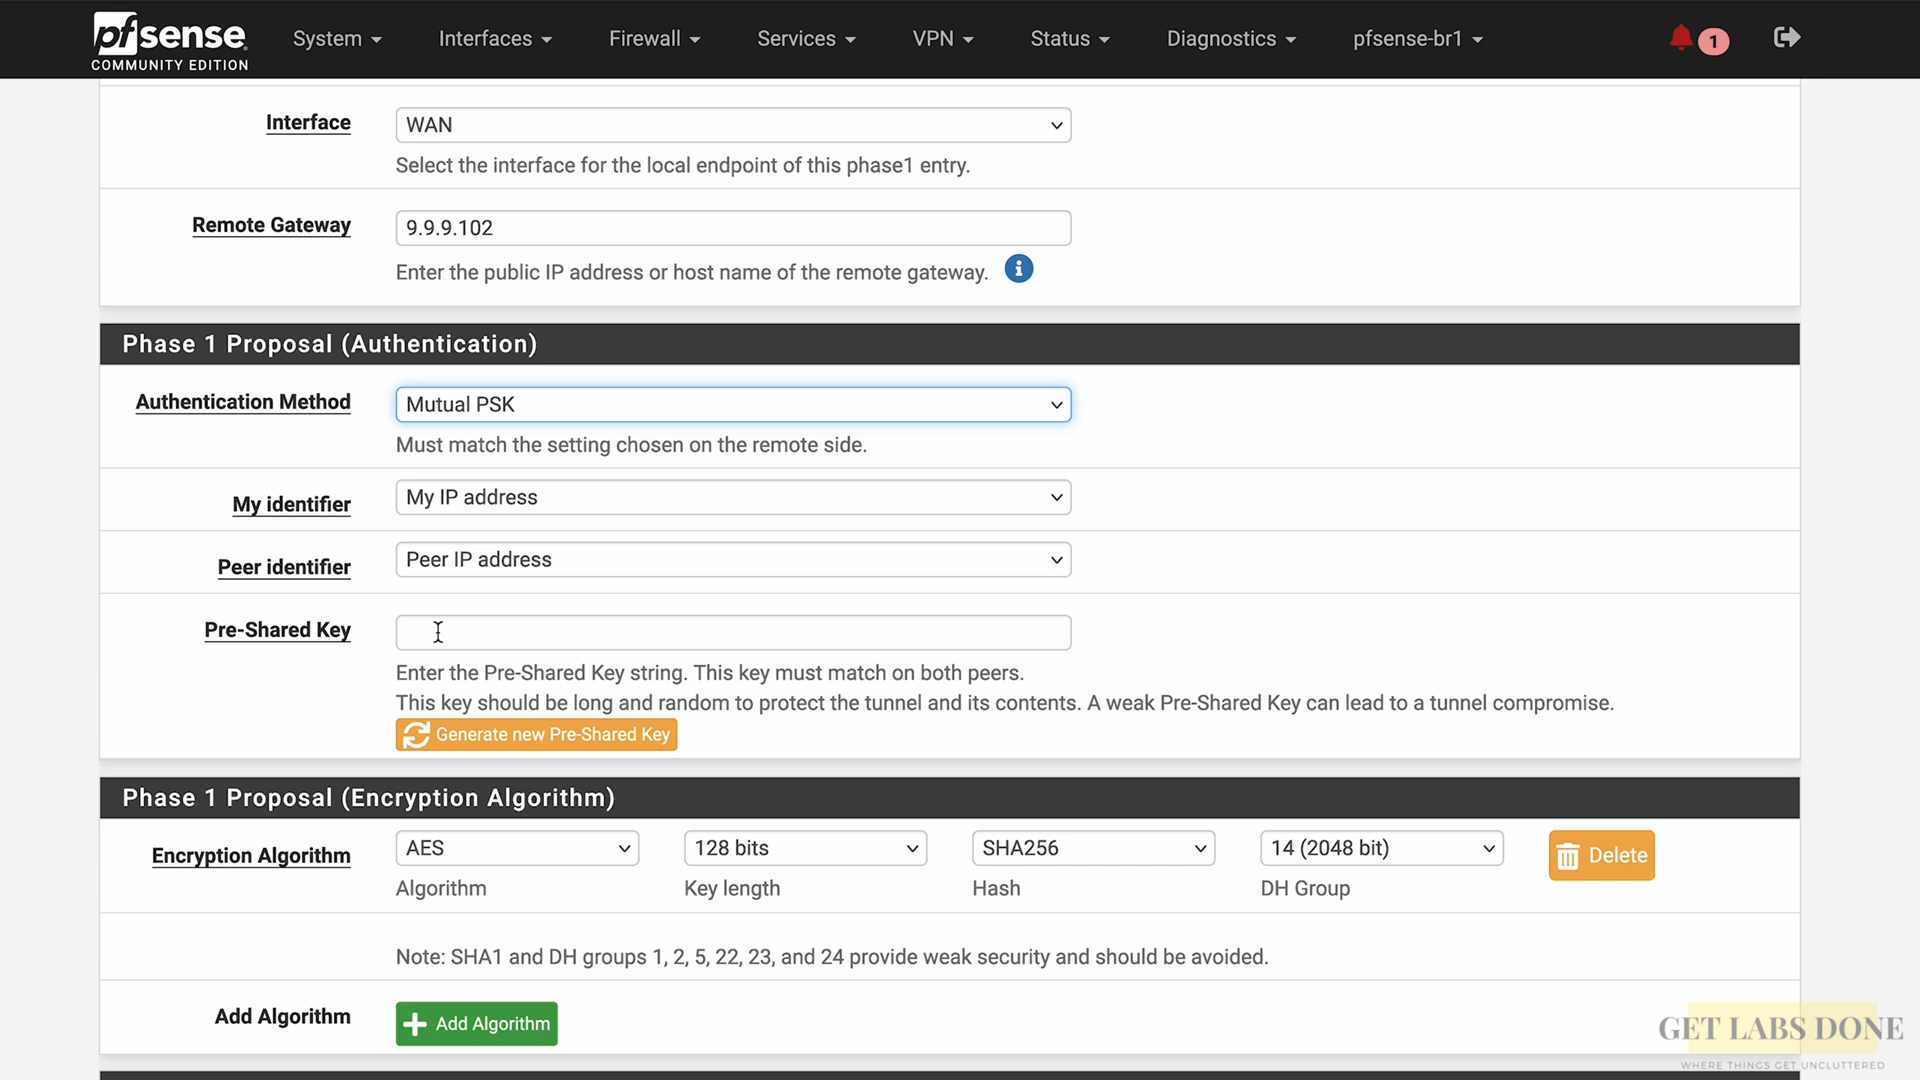 pfsense
COMMUNITY EDITION
System
Interfaces
Firewall
Services
VPN
Status
Diagnostics
pfsense-br1
1
Interface
WAN
Select the interface for the local endpoint of this phase1 entry.
Remote Gateway
9.9.9.102
Enter the public IP address or host name of the remote gateway.
Phase 1 Proposal (Authentication)
Authentication Method
Mutual PSK
Must match the setting chosen on the remote side.
My identifier
My IP address
Peer identifier
Peer IP address
Pre-Shared Key
Enter the Pre-Shared Key string. This key must match on both peers.
This key should be long and random to protect the tunnel and its contents. A weak Pre-Shared Key can lead to a tunnel compromise.
Generate new Pre-Shared Key
Phase 1 Proposal (Encryption Algorithm)
Encryption Algorithm
AES
128 bits
SHA256
14 (2048 bit)
Delete
Algorithm
Key length
Hash
DH Group
Note: SHA1 and DH groups 1, 2, 5, 22, 23, and 24 provide weak security and should be avoided.
Add Algorithm
Add Algorithm
GET LABS DONE
WHERE THINGS GET UNCLUTTERED